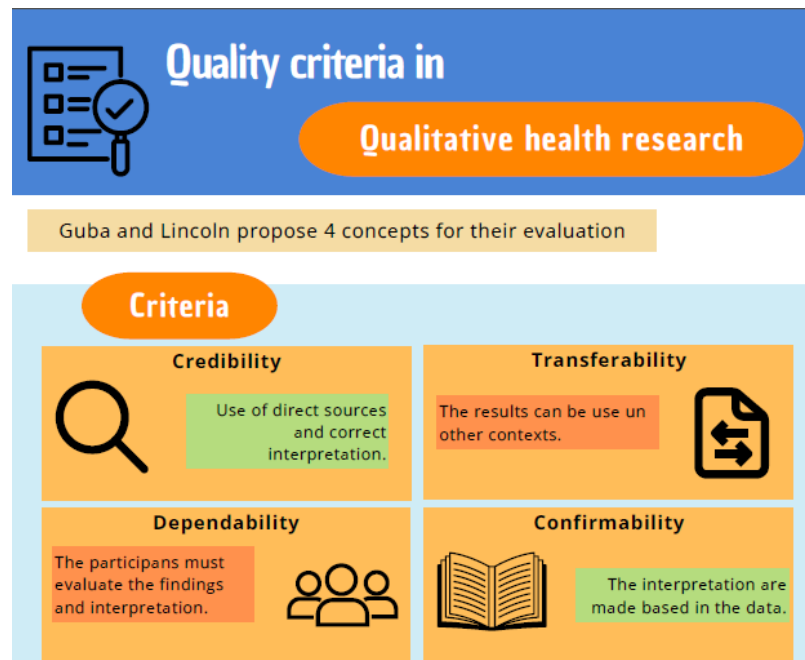 Quality criteria in
Qualitative health research
Guba and Lincoln propose 4 concepts for their evaluation
Criteria
Credibility
Use of direct sources
and correct
interpretation.
Transferability
The results can be use un
other contexts.
Dependability
The participans must
evaluate the findings
and interpretation.
Confirmability
The interpretation are
made based in the data.